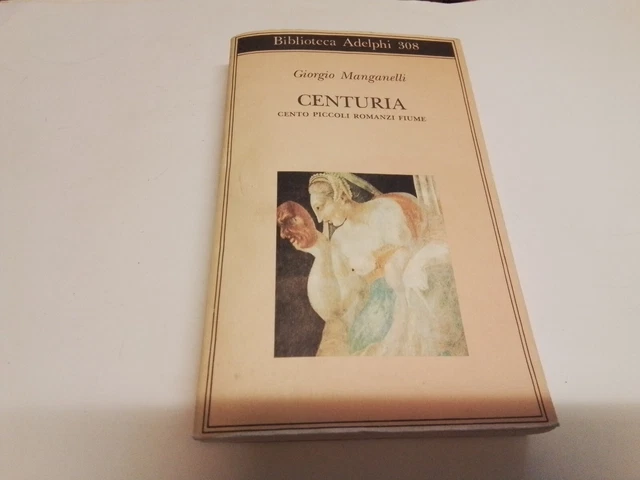 Biblioteca Adelphi 308
Giorgio Manganelli
CENTURIA
CENTO PICCOLI ROMANZI FIUME